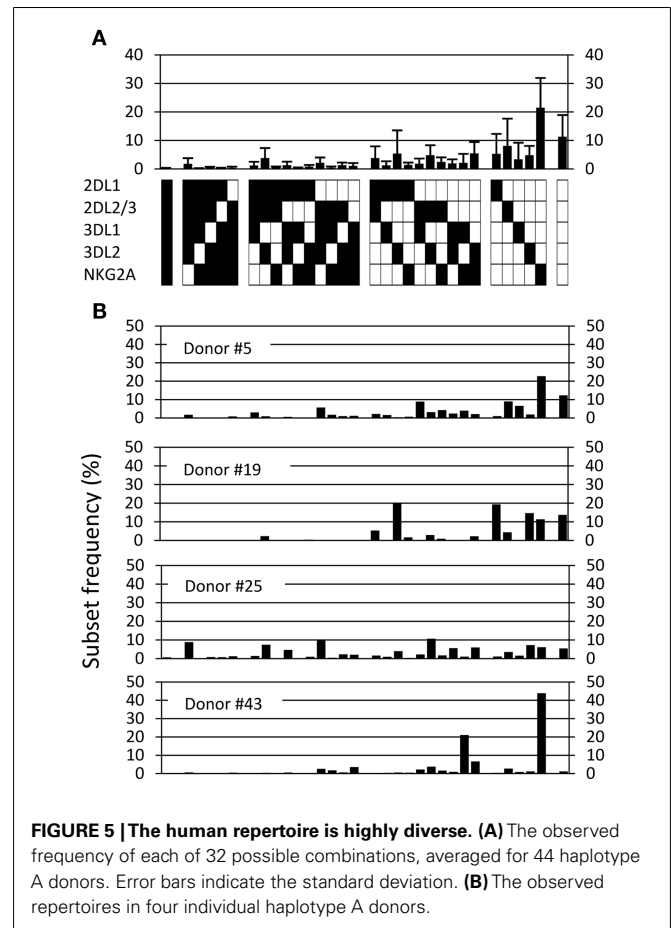 A
40 40
30 30
20 20
10 10
0 0
2DL1
2DL2/3
3DL1
3DL2
NKG2A
B
Subset frequency (%)
50 50
40 Donor #5 40
30 30
20 20
10 10
0 0
50 50
40 Donor #19 40
30 30
20 20
10 10
0 0
50 50
40 Donor #25 40
30 30
20 20
10 10
0 0
50 50
40 Donor #43 40
30 30
20 20
10 10
0 0
FIGURE 5 | The human repertoire is highly diverse. (A) The observed
frequency of each of 32 possible combinations, averaged for 44 haplotype
A donors. Error bars indicate the standard deviation. (B) The observed
repertoires in four individual haplotype A donors.